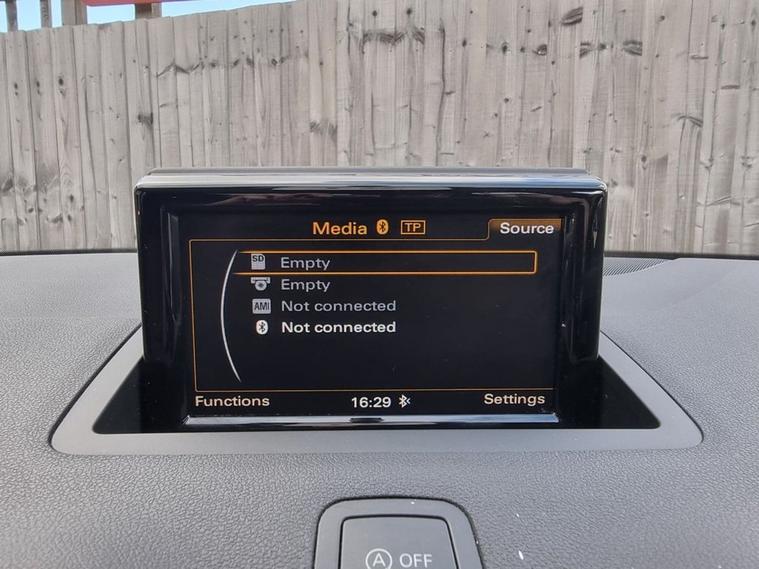 Media TP Source
SD Empty
Empty
AMI Not connected
Not connected
Functions 16:29 Settings
A OFF